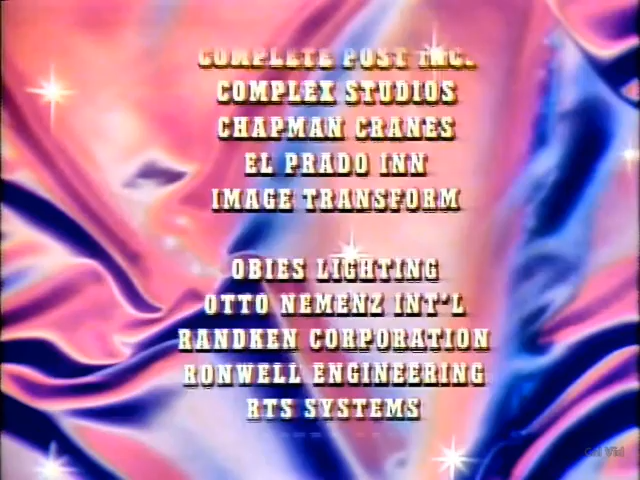 COMPLETE POST INC.
COMPLEX STUDIOS
CHAPMAN CRANES
EL PRADO INN
IMAGE TRANSFORM
OBIES LIGHTING
OTTO NEMENZ INT'L
RANDKEN CORPORATION
RONWELL ENGINEERING
RTS SYSTEMS